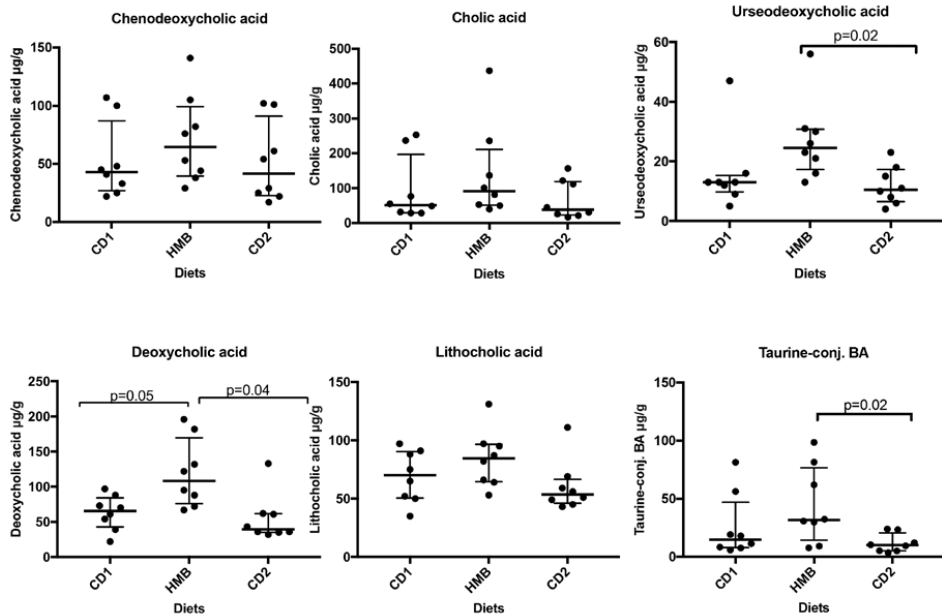 Chenodeoxycholic acid
Chenodeoxycholic acid µg/g
150
100
50
0
CD1
HMB
CD2
Diets
Cholic acid
Cholic acid µg/g
500
400
300
200
100
0
CD1
HMB
CD2
Diets
Urseodeoxycholic acid
Urseodeoxycholic acid µg/g
p=0.02
60
40
20
0
CD1
HMB
CD2
Diets
Deoxycholic acid
Deoxycholic acid µg/g
p=0.05
p=0.04
250
200
150
100
50
0
CD1
HMB
CD2
Diets
Lithocholic acid
Lithocholic acid µg/g
150
100
50
0
CD1
HMB
CD2
Diets
Taurine-conj. BA
Taurine-conj. BA µg/g
p=0.02
150
100
50
0
CD1
HMB
CD2
Diets